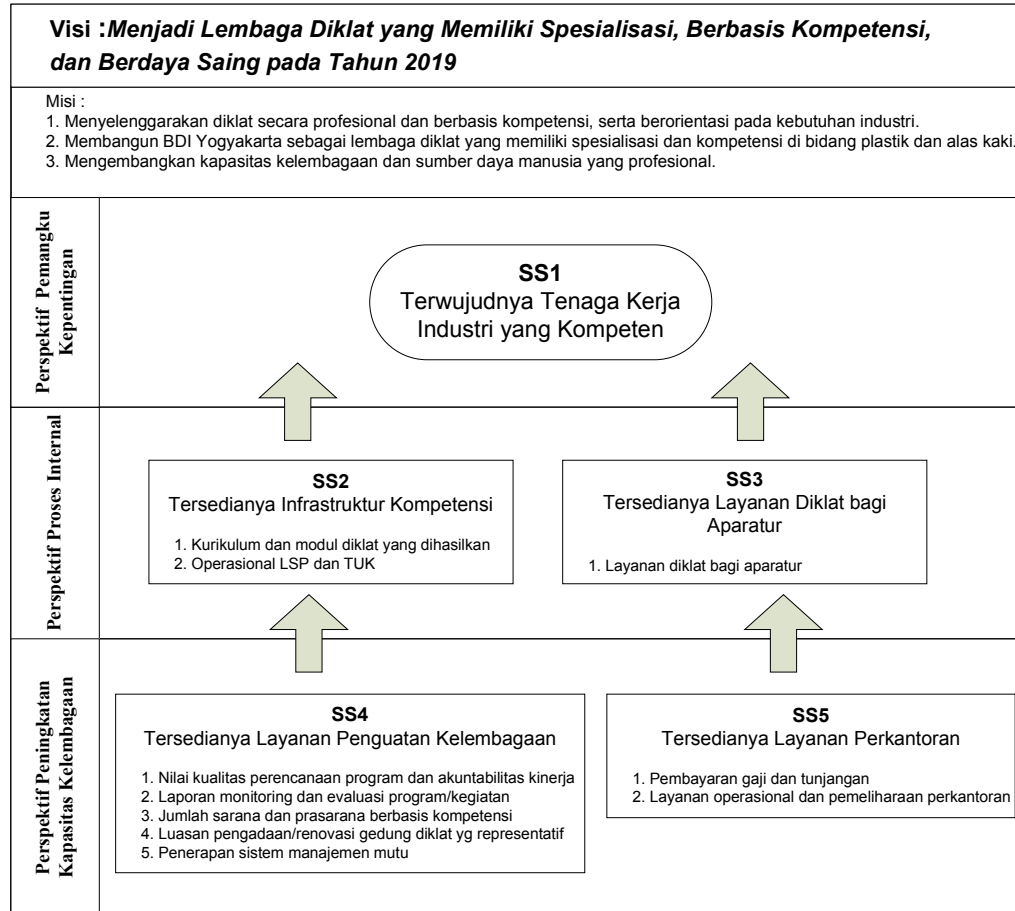 Visi :Menjadi Lembaga Diklat yang Memiliki Spesialisasi, Berbasis Kompetensi,
dan Berdaya Saing pada Tahun 2019
Misi :
1. Menyelenggarakan diklat secara profesional dan berbasis kompetensi, serta berorientasi pada kebutuhan industri.
2. Membangun BDI Yogyakarta sebagai lembaga diklat yang memiliki spesialisasi dan kompetensi di bidang plastik dan alas kaki.
3. Mengembangkan kapasitas kelembagaan dan sumber daya manusia yang profesional.
Perspektif Pemangku
Kepentingan
SS1
Terwujudnya Tenaga Kerja
Industri yang Kompeten
Perspektif Proses Internal
SS2
Tersedianya Infrastruktur Kompetensi
1. Kurikulum dan modul diklat yang dihasilkan
2. Operasional LSP dan TUK
SS3
Tersedianya Layanan Diklat bagi
Aparatur
1. Layanan diklat bagi aparatur
Perspektif Peningkatan
Kapasitas Kelembagaan
SS4
Tersedianya Layanan Penguatan Kelembagaan
1. Nilai kualitas perencanaan program dan akuntabilitas kinerja
2. Laporan monitoring dan evaluasi program/kegiatan
3. Jumlah sarana dan prasarana berbasis kompetensi
4. Luasan pengadaan/renovasi gedung diklat yg representatif
5. Penerapan sistem manajemen mutu
SS5
Tersedianya Layanan Perkantoran
1. Pembayaran gaji dan tunjangan
2. Layanan operasional dan pemeliharaan perkantoran